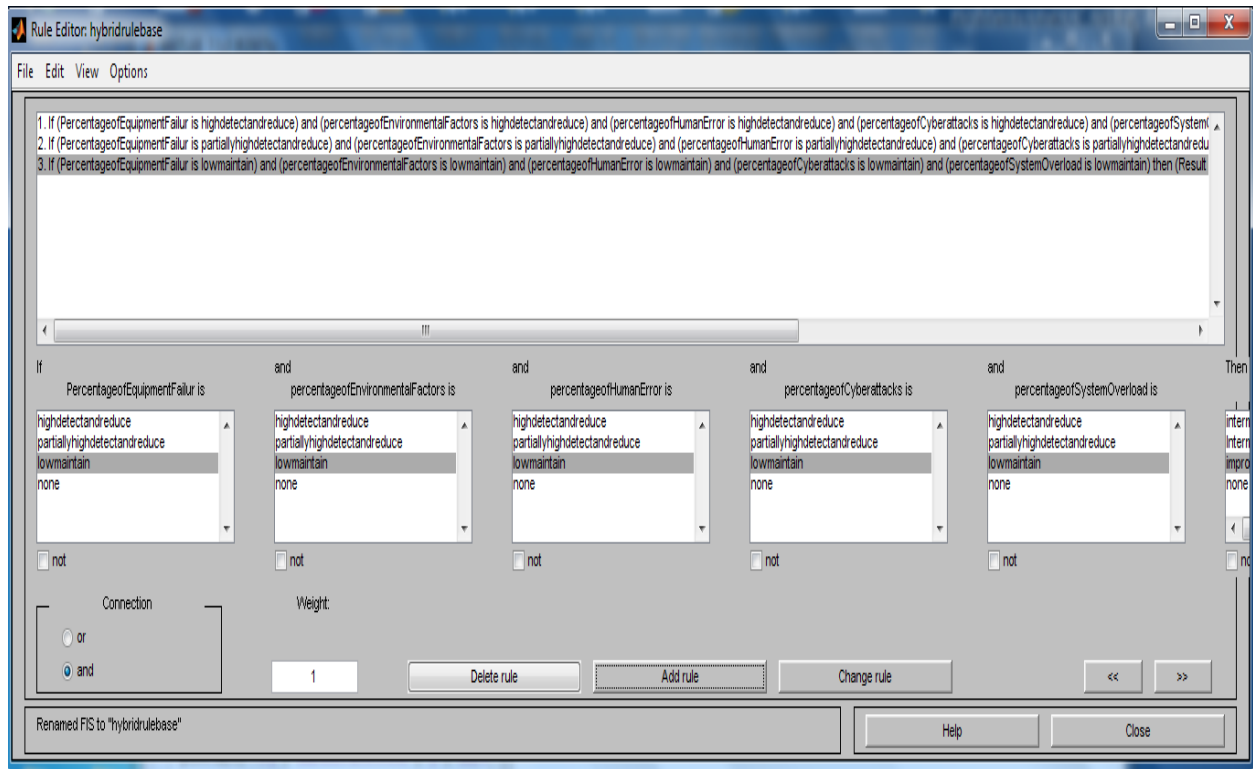 Rule Editor: hybridrulebase
File Edit View Options
1. If (PercentageofEquipmentFailur is highdetectandreduce) and (percentageofEnvironmentalFactors is highdetectandreduce) and (percentageofHumanError is highdetectandreduce) and (percentageofCyberattacks is highdetectandreduce) and (percentageofSystem
2. If (PercentageofEquipmentFailur is partiallyhighdetectandreduce) and (percentageofEnvironmentalFactors is partiallyhighdetectandreduce) and (percentageofHumanError is partiallyhighdetectandreduce) and (percentageofCyberattacks is partiallyhighdetectandredu
3. If (PercentageofEquipmentFailur is lowmaintain) and (percentageofEnvironmentalFactors is lowmaintain) and (percentageofHumanError is lowmaintain) and (percentageofCyberattacks is lowmaintain) and (percentageofSystemOverload is lowmaintain) then (Result
If and and and and Then
PercentageofEquipmentFailur is percentageofEnvironmentalFactors is percentageofHumanError is percentageofCyberattacks is percentageofSystemOverload is
highdetectandreduce highdetectandreduce highdetectandreduce highdetectandreduce highdetectandreduce intern
partiallyhighdetectandreduce partiallyhighdetectandreduce partiallyhighdetectandreduce partiallyhighdetectandreduce partiallyhighdetectandreduce Intern
lowmaintain lowmaintain lowmaintain lowmaintain lowmaintain impro
none none none none none none
not not not not not no
Connection Weight:
or
and 1 Delete rule Add rule Change rule << >>
Renamed FIS to "hybridrulebase" Help Close